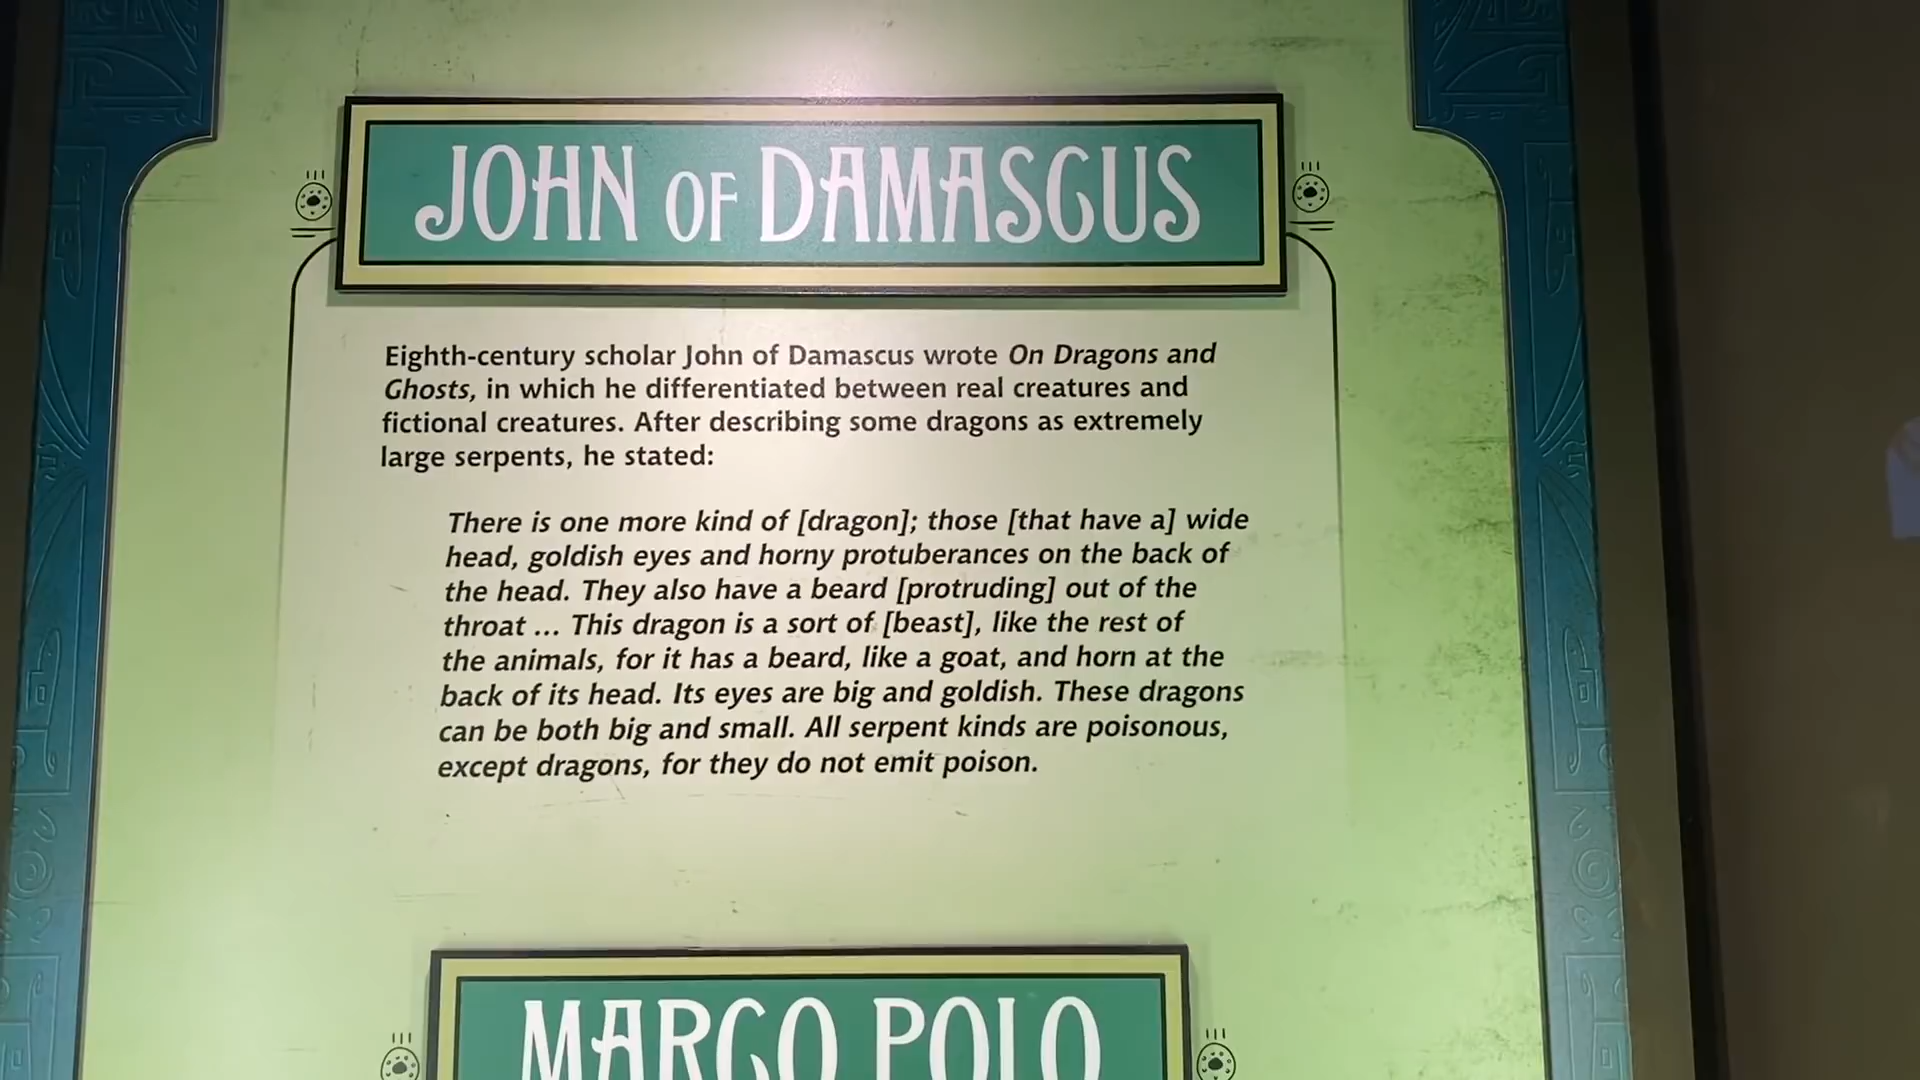 JOHN OF DAMASCUS
Eighth-century scholar John of Damascus wrote On Dragons and
Ghosts, in which he differentiated between real creatures and
fictional creatures. After describing some dragons as extremely
large serpents, he stated:
There is one more kind of [dragon]; those [that have a] wide
head, goldish eyes and horny protuberances on the back of
the head. They also have a beard [protruding] out of the
throat ... This dragon is a sort of [beast], like the rest of
the animals, for it has a beard, like a goat, and horn at the
back of its head. Its eyes are big and goldish. These dragons
can be both big and small. All serpent kinds are poisonous,
except dragons, for they do not emit poison.
MARCO POLO